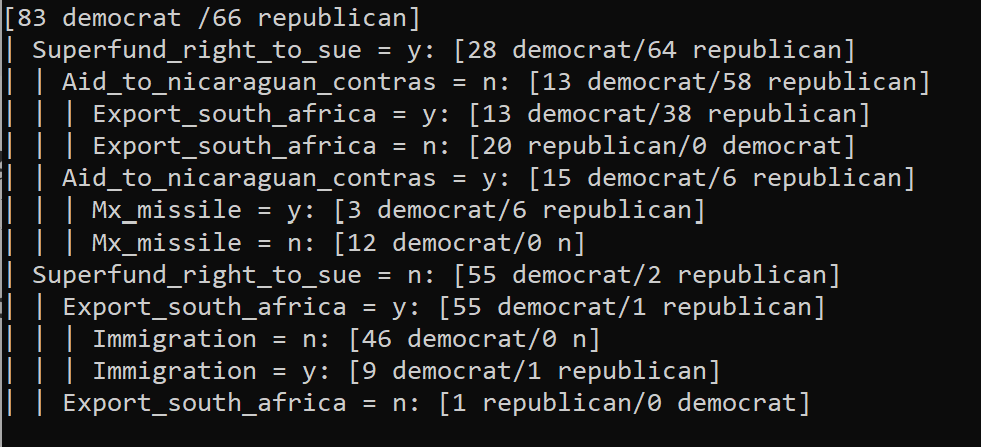 [83 democrat /66 republican]
| Superfund_right_to_sue = y: [28 democrat/64 republican]
| | Aid_to_nicaraguan_contras = n: [13 democrat/58 republican]
| | | Export_south_africa = y: [13 democrat/38 republican]
| | | Export_south_africa = n: [20 republican/0 democrat]
| | Aid_to_nicaraguan_contras = y: [15 democrat/6 republican]
| | | Mx_missile = y: [3 democrat/6 republican]
| | | Mx_missile = n: [12 democrat/0 n]
| Superfund_right_to_sue = n: [55 democrat/2 republican]
| | Export_south_africa = y: [55 democrat/1 republican]
| | | Immigration = n: [46 democrat/0 n]
| | | Immigration = y: [9 democrat/1 republican]
| | Export_south_africa = n: [1 republican/0 democrat]